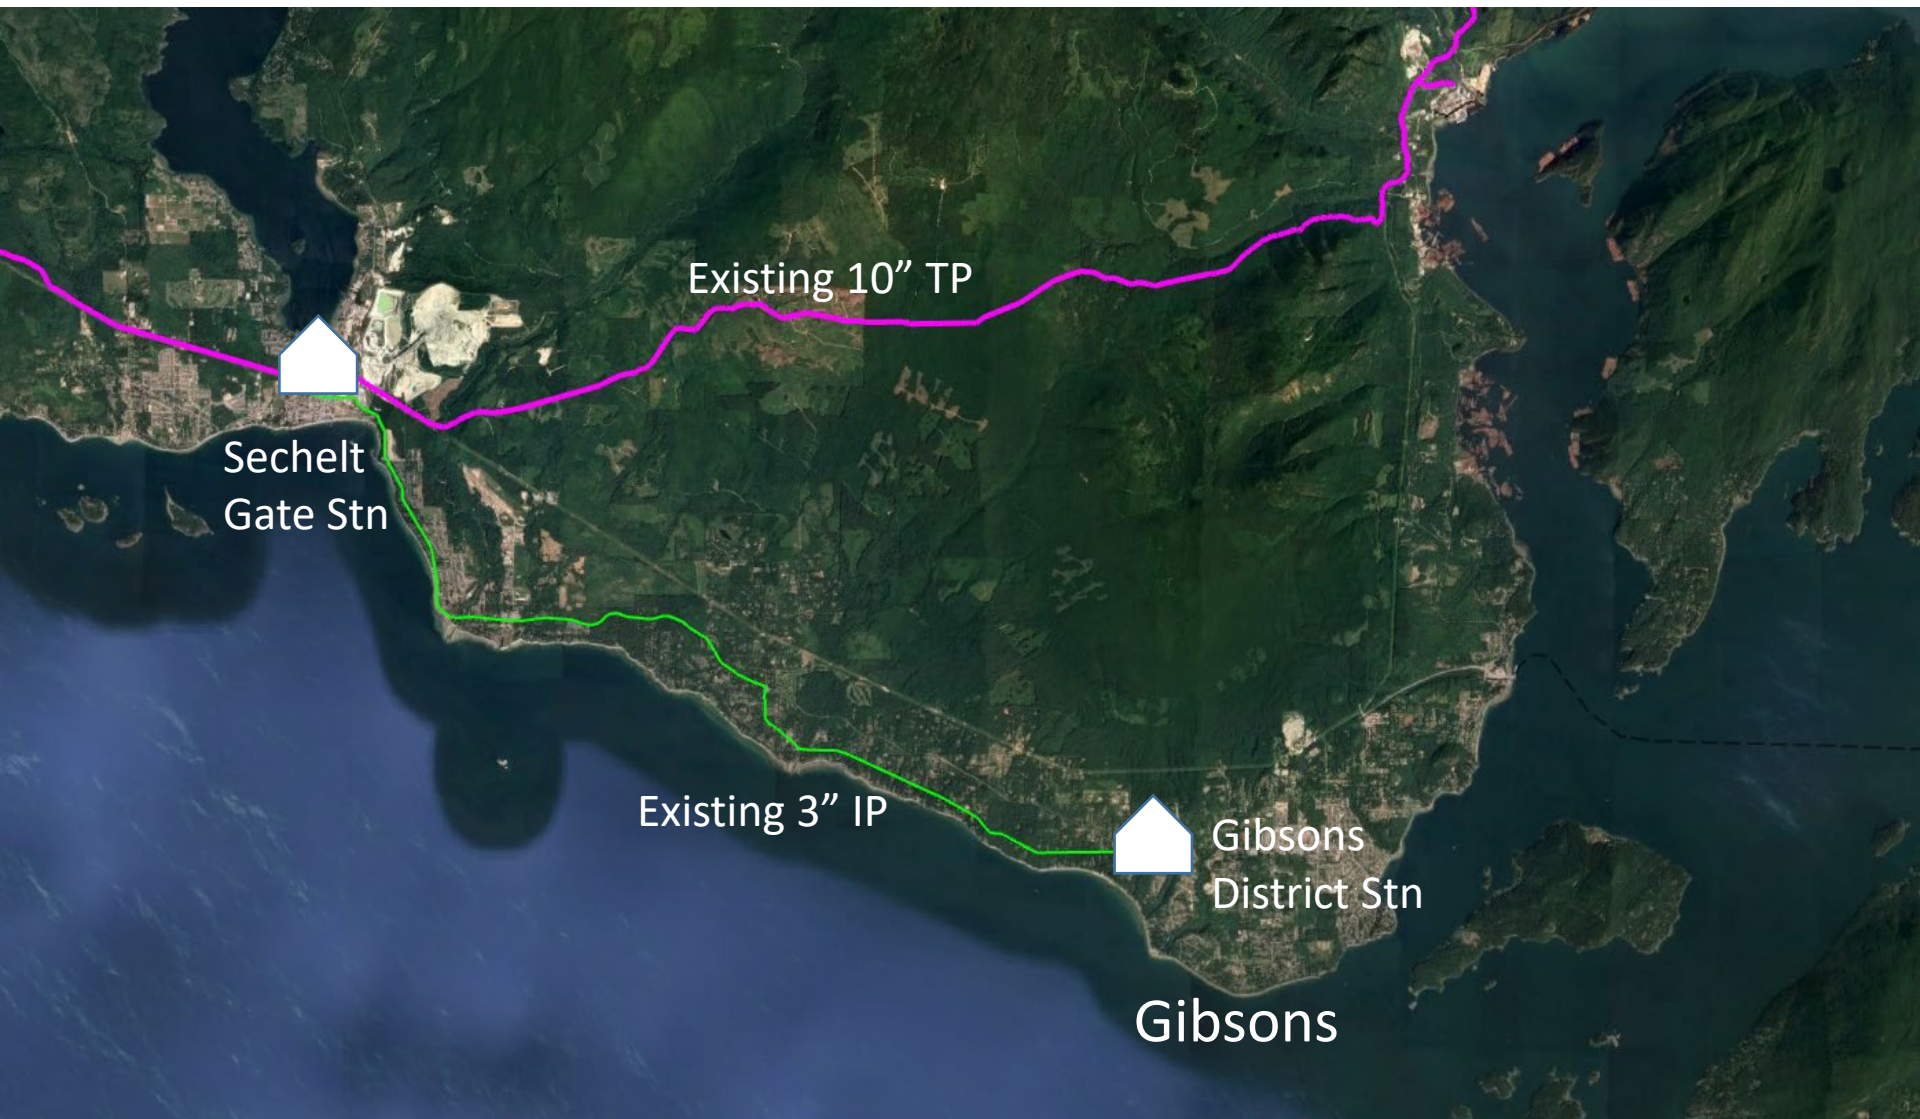 Existing 10” TP
Sechelt
Gate Stn
Existing 3” IP
Gibsons
District Stn
Gibsons